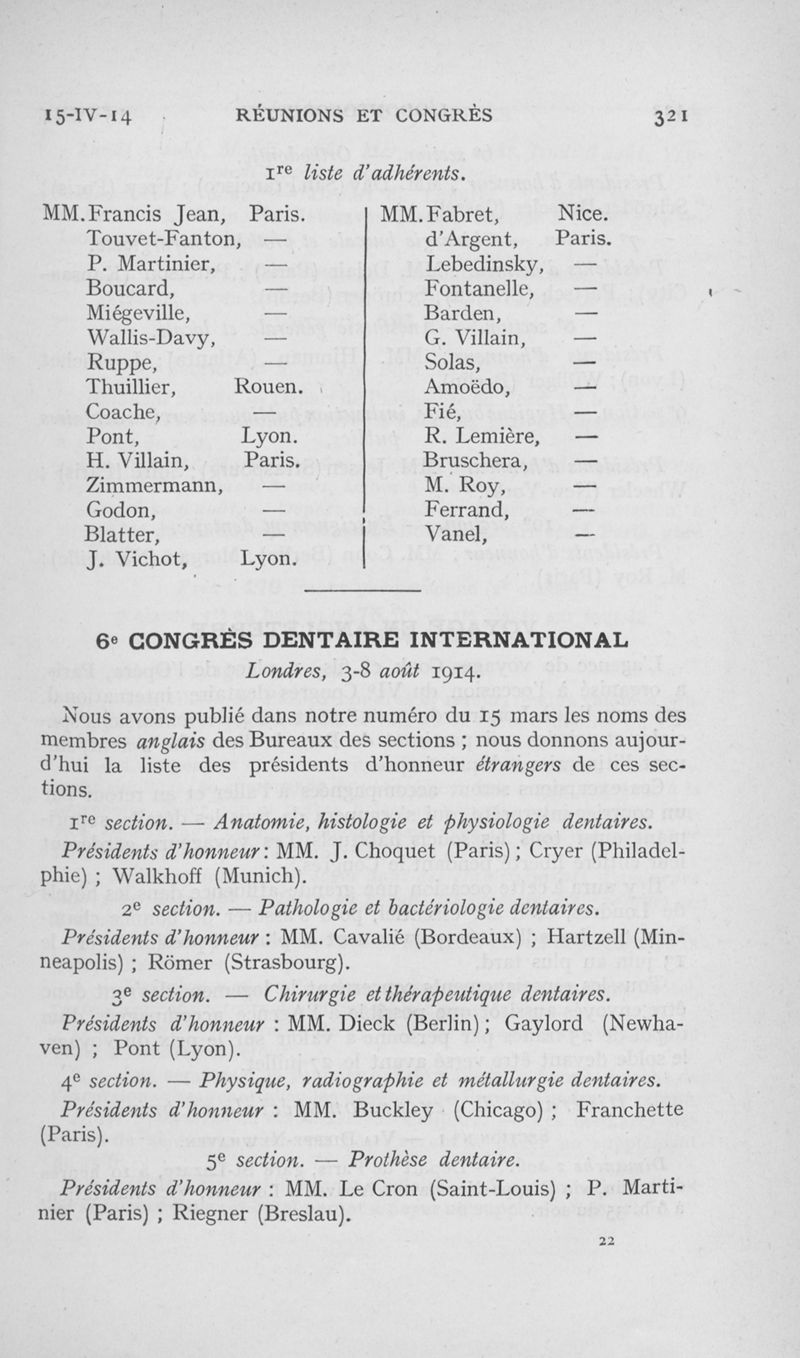 15-IV-14 RÉUNIONS ET CONGRÈS 321
1re liste d'adhérents.
MM. Francis Jean, Paris.
Touvet-Fanton, —
P. Martinier, —
Boucard, —
Miégeville, —
Wallis-Davy, —
Ruppe, —
Thuillier, Rouen.
Coache, —
Pont, Lyon.
H. Villain, Paris.
Zimmermann, —
Godon, —
Blatter, —
J. Vichot, Lyon.
MM. Fabret, Nice.
d'Argent, Paris.
Lebedinsky, —
Fontanelle, —
Barden, —
G. Villain, —
Solas, —
Amoëdo, —
Fié, —
R. Lemière, —
Bruschera, —
M. Roy, —
Ferrand, —
Vanel, —
6e CONGRÈS DENTAIRE INTERNATIONAL
Londres, 3-8 août 1914.
Nous avons publié dans notre numéro du 15 mars les noms des
membres anglais des Bureaux des sections ; nous donnons aujour-
d'hui la liste des présidents d'honneur étrangers de ces sec-
tions.
1re section. — Anatomie, histologie et physiologie dentaires.
Présidents d'honneur : MM. J. Choquet (Paris) ; Cryer (Philadel-
phie) ; Walkhoff (Munich).
2e section. — Pathologie et bactériologie dentaires.
Présidents d'honneur : MM. Cavalié (Bordeaux) ; Hartzell (Min-
neapolis) ; Römer (Strasbourg).
3e section. — Chirurgie et thérapeutique dentaires.
Présidents d'honneur : MM. Dieck (Berlin) ; Gaylord (Newha-
ven) ; Pont (Lyon).
4e section. — Physique, radiographie et métallurgie dentaires.
Présidents d'honneur : MM. Buckley (Chicago) ; Franchette
(Paris).
5e section. — Prothèse dentaire.
Présidents d'honneur : MM. Le Cron (Saint-Louis) ; P. Marti-
nier (Paris) ; Riegner (Breslau).
22